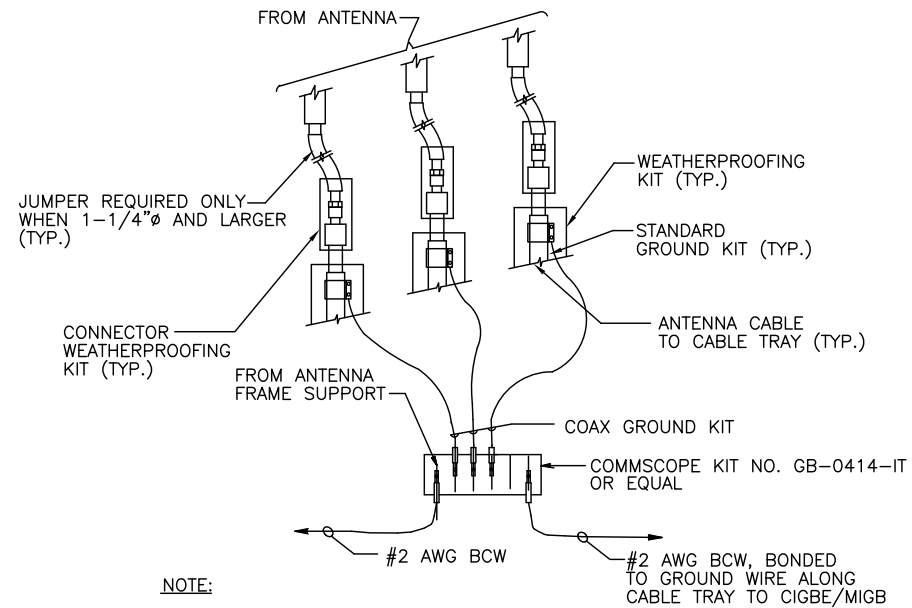 FROM ANTENNA
JUMPER REQUIRED ONLY
WHEN 1-1/4"ø AND LARGER
(TYP.)
WEATHERPROOFING
KIT (TYP.)
STANDARD
GROUND KIT (TYP.)
CONNECTOR
WEATHERPROOFING
KIT (TYP.)
ANTENNA CABLE
TO CABLE TRAY (TYP.)
FROM ANTENNA
FRAME SUPPORT
COAX GROUND KIT
COMMSCOPE KIT NO. GB-0414-IT
OR EQUAL
#2 AWG BCW
#2 AWG BCW, BONDED
TO GROUND WIRE ALONG
CABLE TRAY TO CIGBE/MIGB
NOTE: